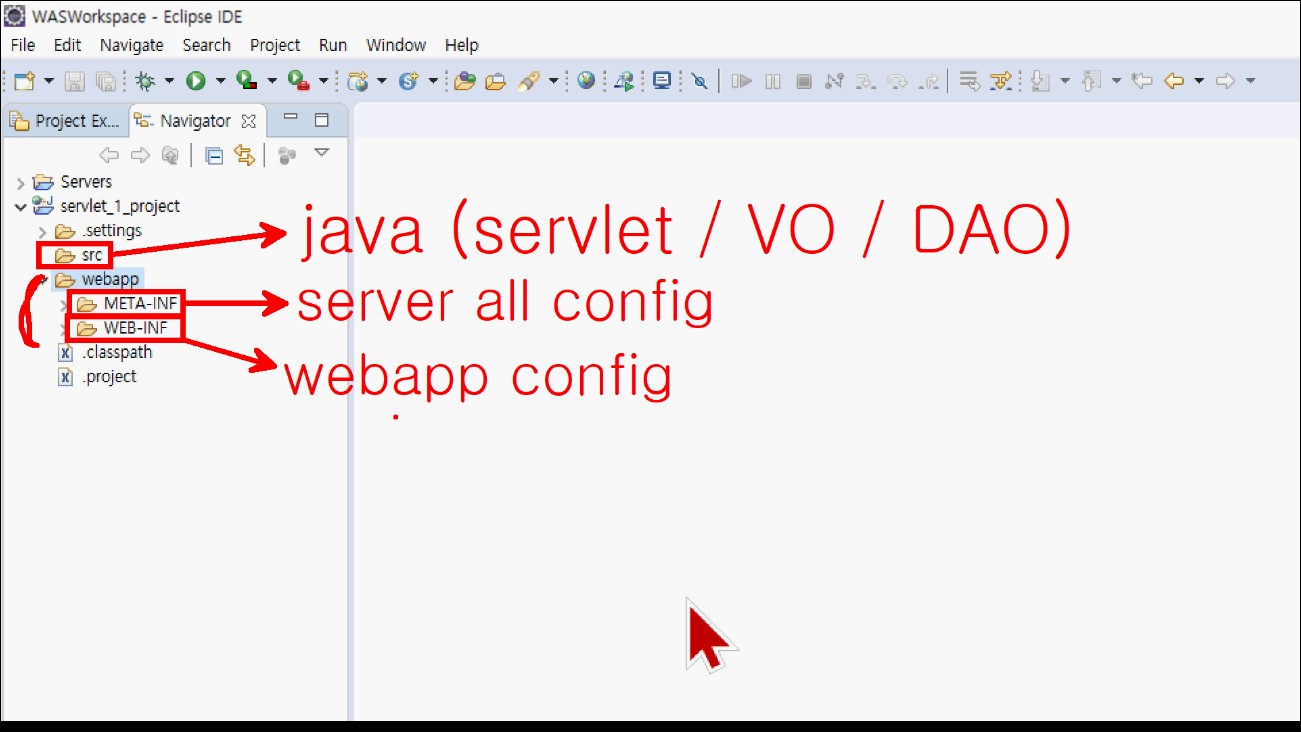 WASWorkspace - Eclipse IDE
File Edit Navigate Search Project Run Window Help
Project Ex... Navigator
Servers
servlet_1_project
.settings
src
webapp
META-INF
WEB-INF
.classpath
.project
java (servlet / VO / DAO)
server all config
webapp config